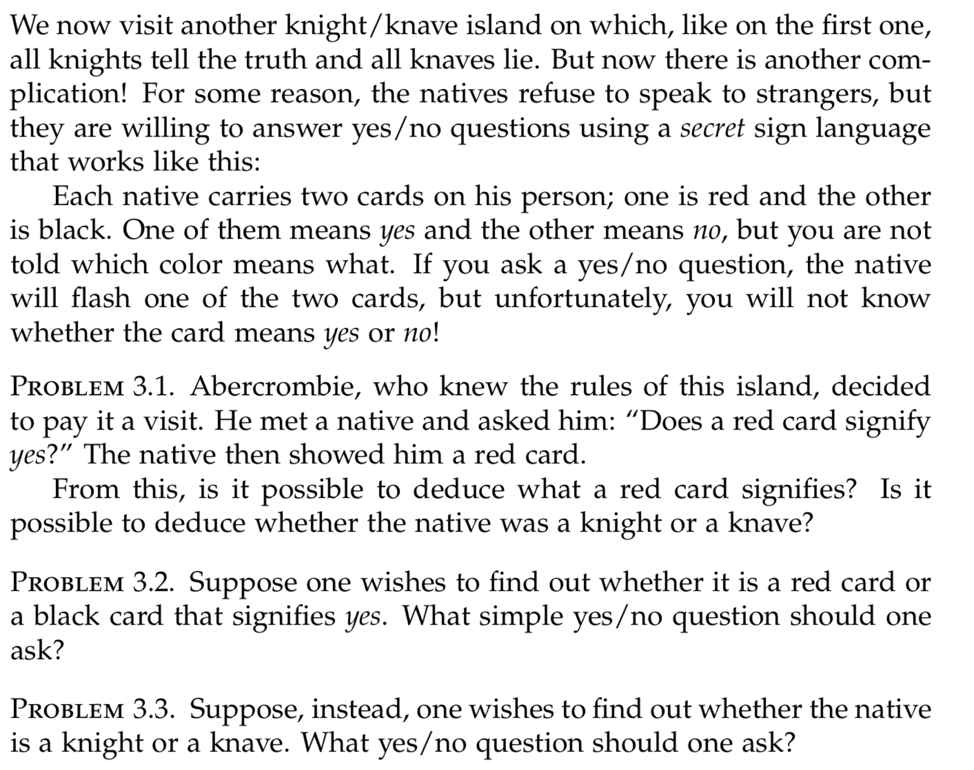 We now visit another knight/knave island on which, like on the first one,
all knights tell the truth and all knaves lie. But now there is another com-
plication! For some reason, the natives refuse to speak to strangers, but
they are willing to answer yes/no questions using a secret sign language
that works like this:
Each native carries two cards on his person; one is red and the other
is black. One of them means yes and the other means no, but you are not
told which color means what. If you ask a yes/no question, the native
will flash one of the two cards, but unfortunately, you will not know
whether the card means yes or no!
PROBLEM 3.1. Abercrombie, who knew the rules of this island, decided
to pay it a visit. He met a native and asked him: “Does a red card signify
yes?” The native then showed him a red card.
From this, is it possible to deduce what a red card signifies? Is it
possible to deduce whether the native was a knight or a knave?
PROBLEM 3.2. Suppose one wishes to find out whether it is a red card or
a black card that signifies yes. What simple yes/no question should one
ask?
PROBLEM 3.3. Suppose, instead, one wishes to find out whether the native
is a knight or a knave. What yes/no question should one ask?